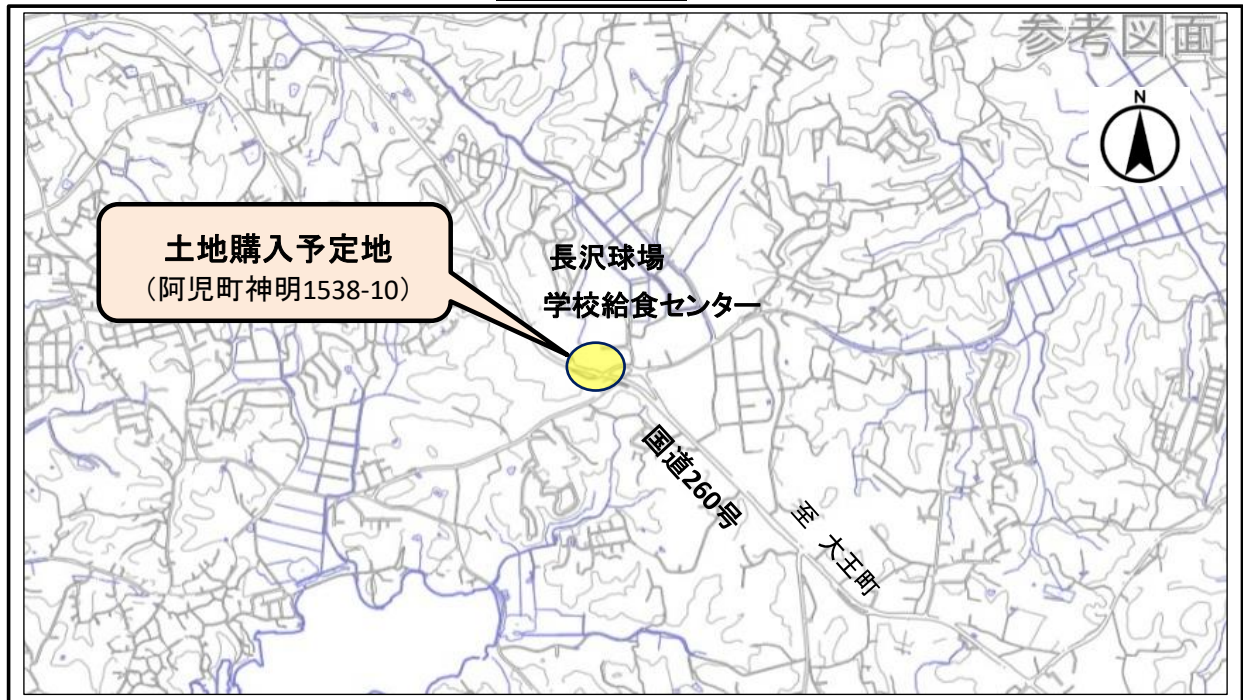 参考図面
N
土地購入予定地
（阿児町神明1538-10）
長沢球場
学校給食センター
国道260号
至 大王町